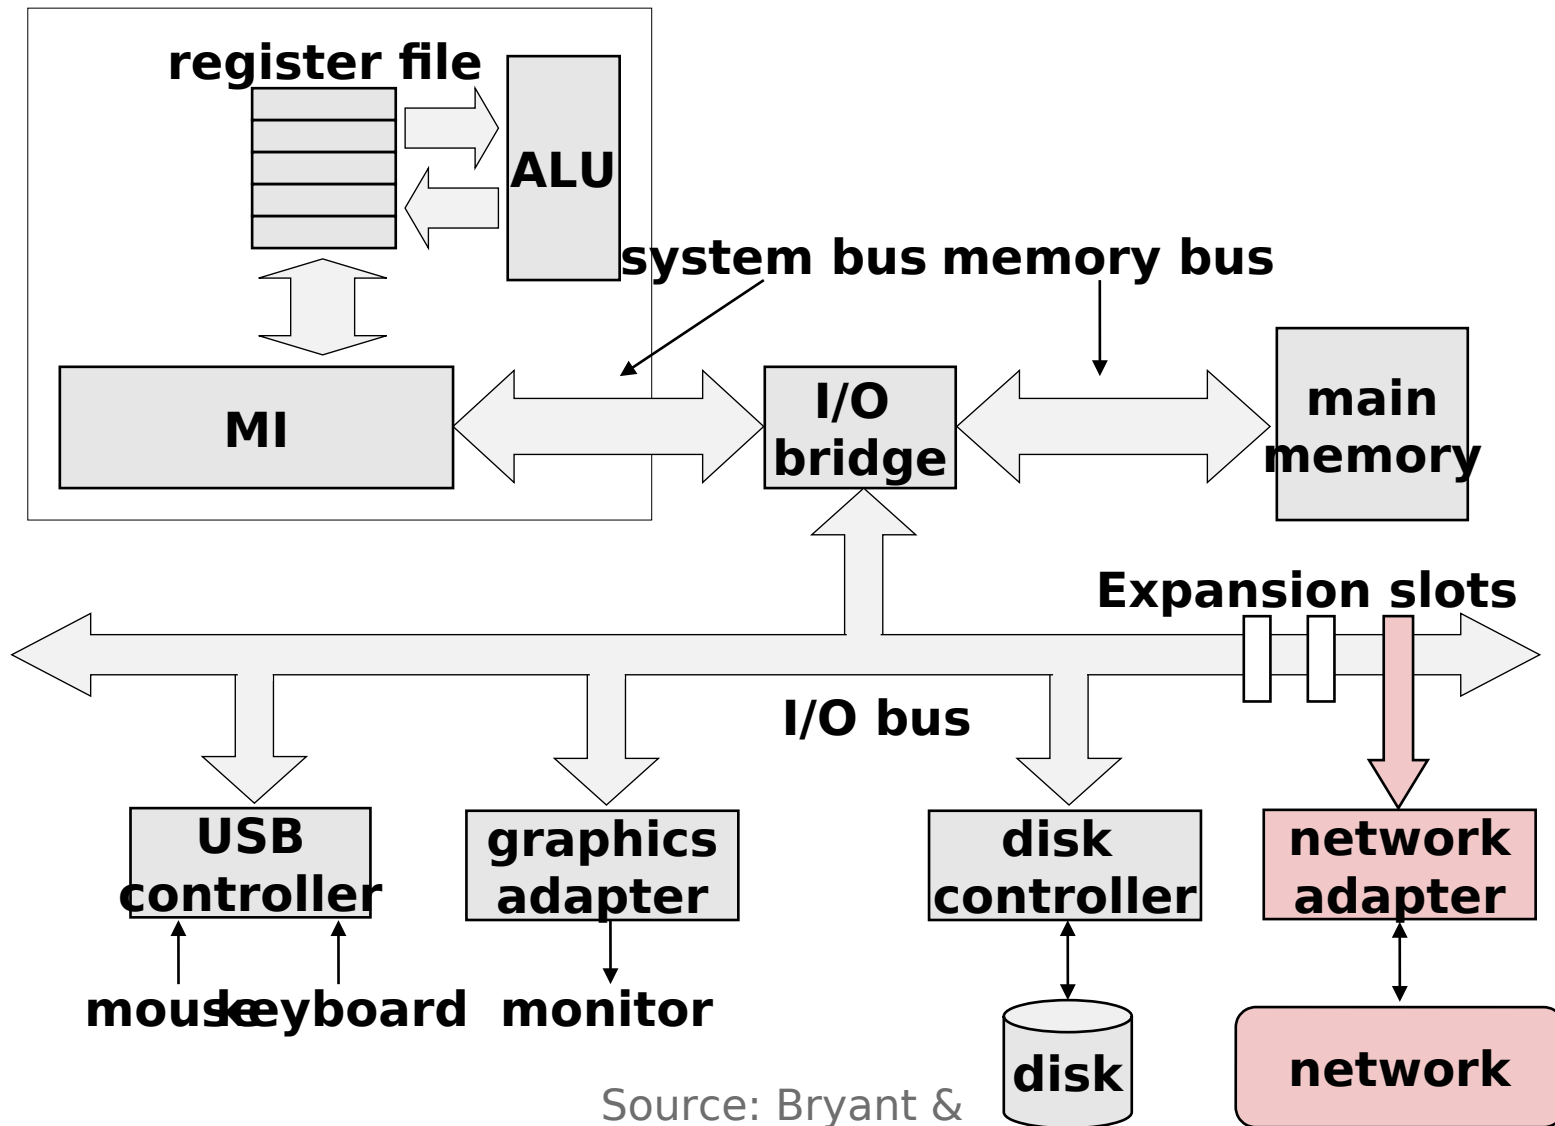 register file
ALU
system bus
memory bus
MI
I/O
bridge
main
memory
Expansion slots
I/O bus
USB
controller
graphics
adapter
disk
controller
network
adapter
mouse
keyboard
monitor
disk
network
Source: Bryant &